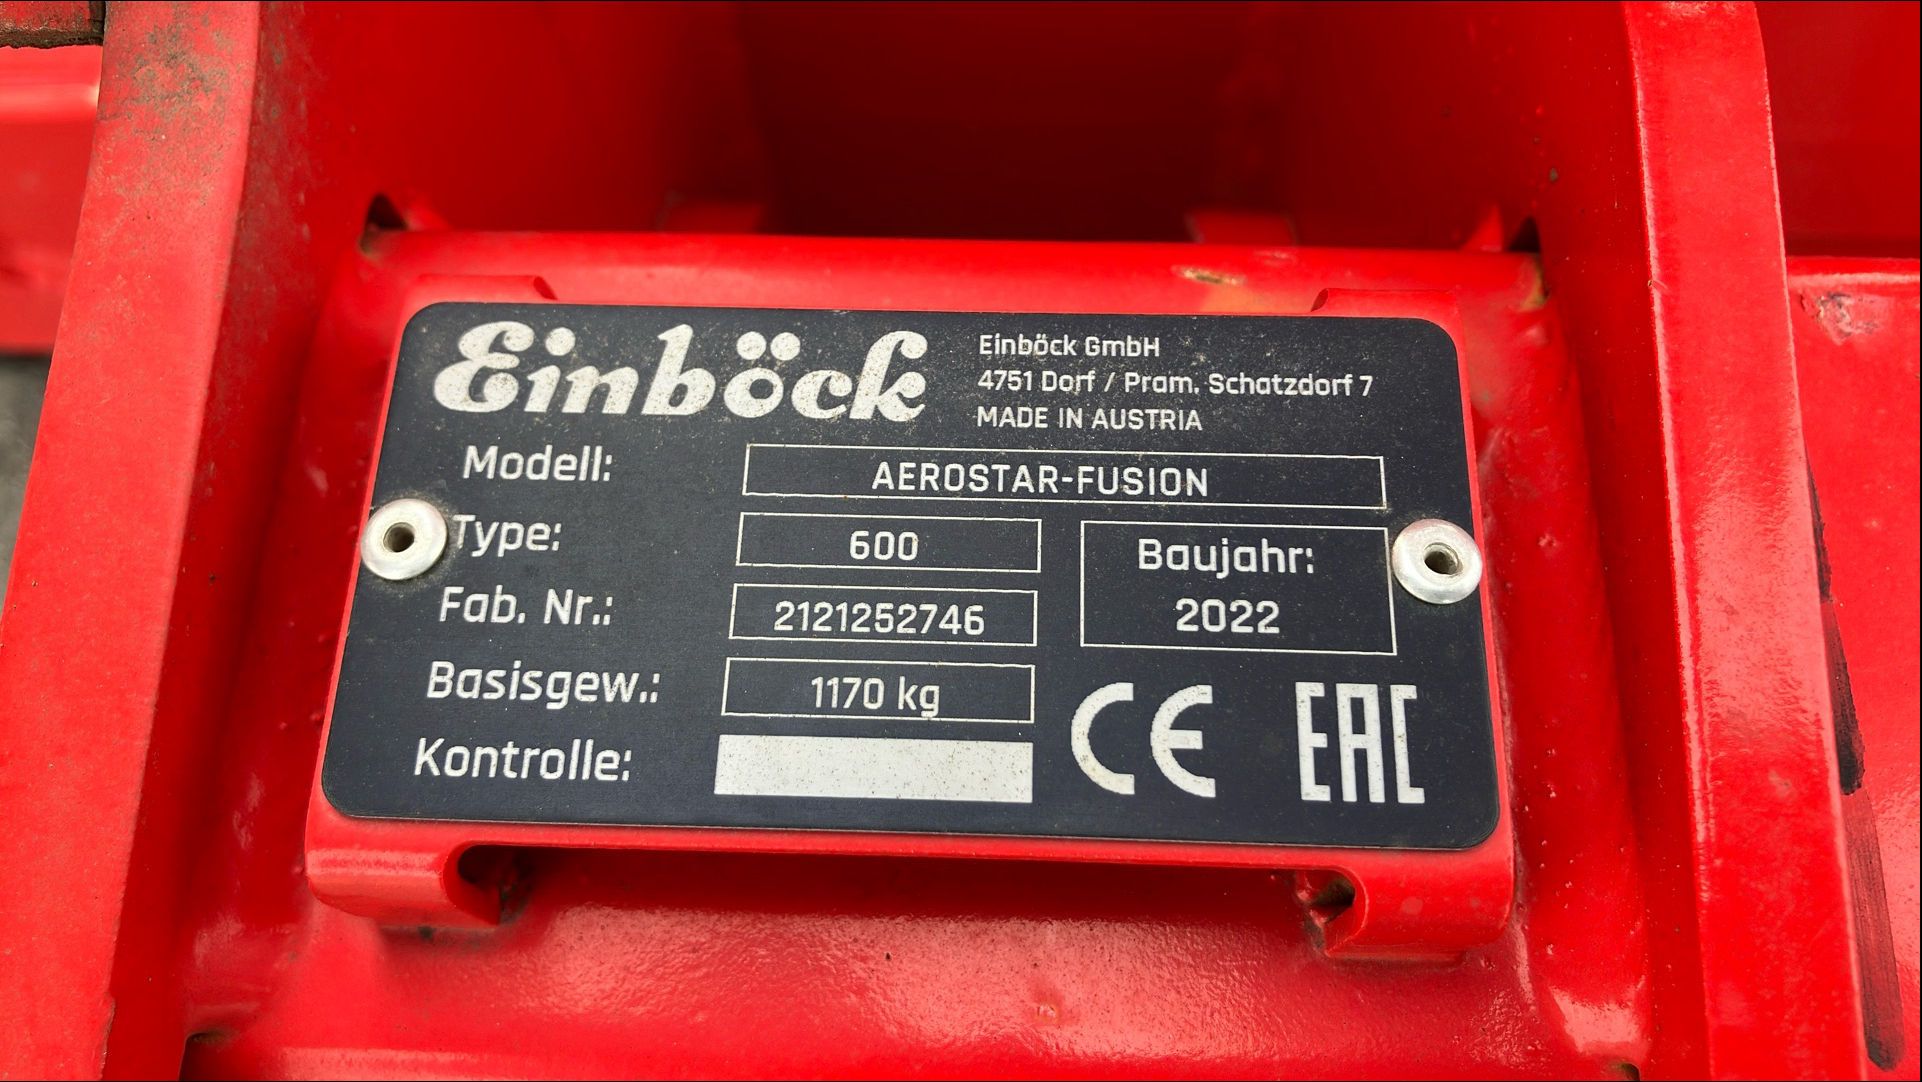 Einböck
Einböck GmbH
4751 Dorf / Pram, Schatzdorf 7
MADE IN AUSTRIA
Modell: AEROSTAR-FUSION
Type: 600
Baujahr:
2022
Fab. Nr.: 2121252746
Basisgew.: 1170 kg
Kontrolle:
CE EAC